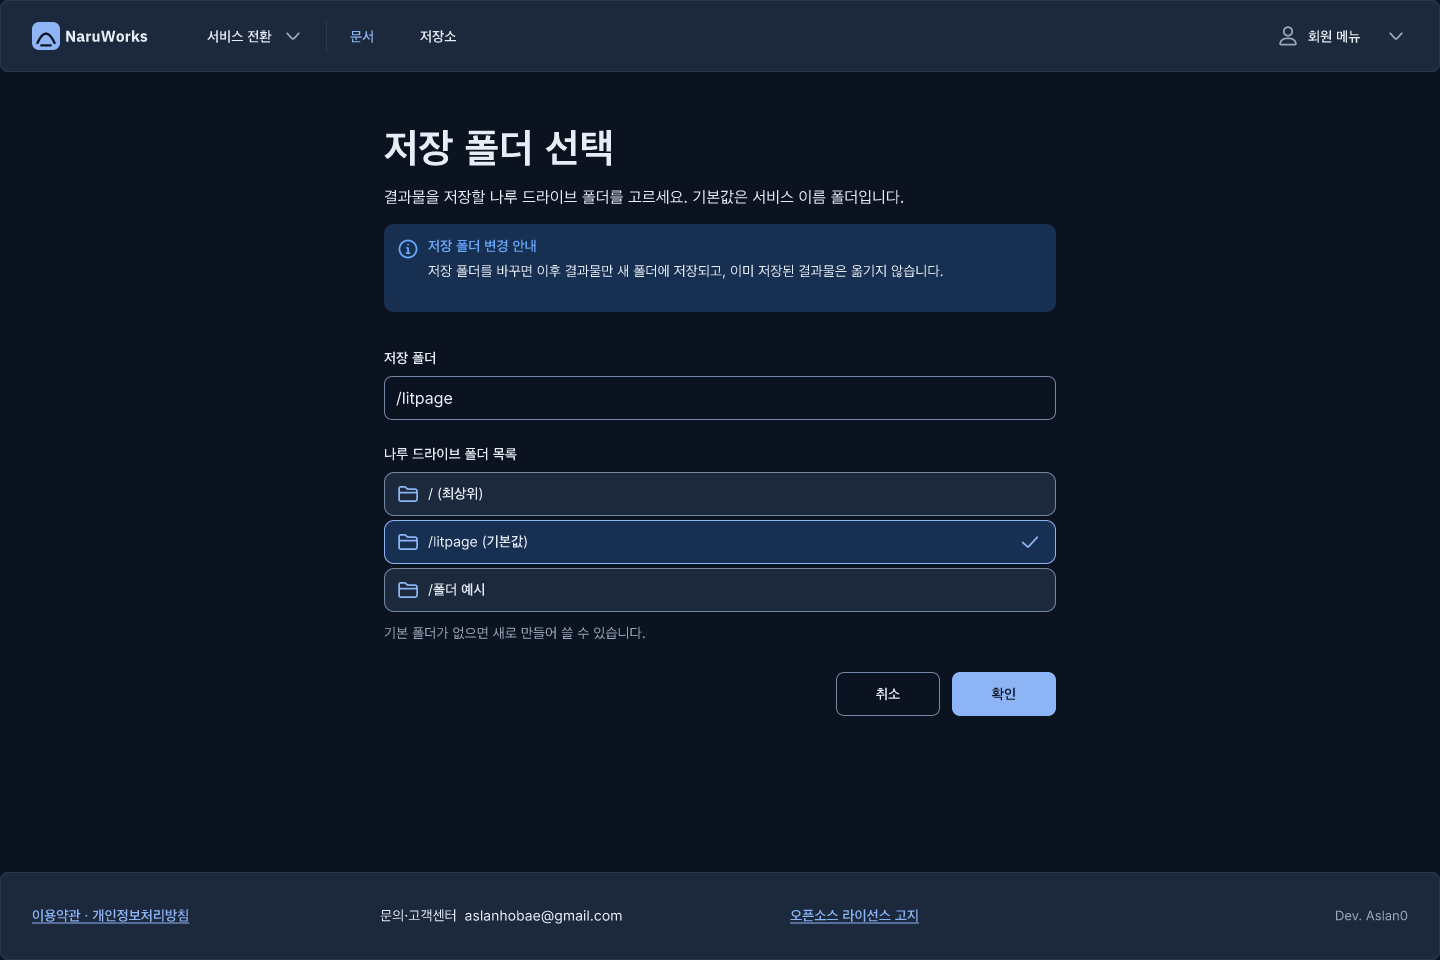 NaruWorks
서비스 전환
문서
저장소
회원 메뉴
저장 폴더 선택
결과물을 저장할 나루 드라이브 폴더를 고르세요. 기본값은 서비스 이름 폴더입니다.
저장 폴더 변경 안내
저장 폴더를 바꾸면 이후 결과물만 새 폴더에 저장되고, 이미 저장된 결과물은 옮기지 않습니다.
저장 폴더
/litpage
나루 드라이브 폴더 목록
/ (최상위)
/litpage (기본값)
/폴더 예시
기본 폴더가 없으면 새로 만들어 쓸 수 있습니다.
취소
확인
이용약관 · 개인정보처리방침
문의·고객센터 aslanhobae@gmail.com
오픈소스 라이선스 고지
Dev. Aslan0